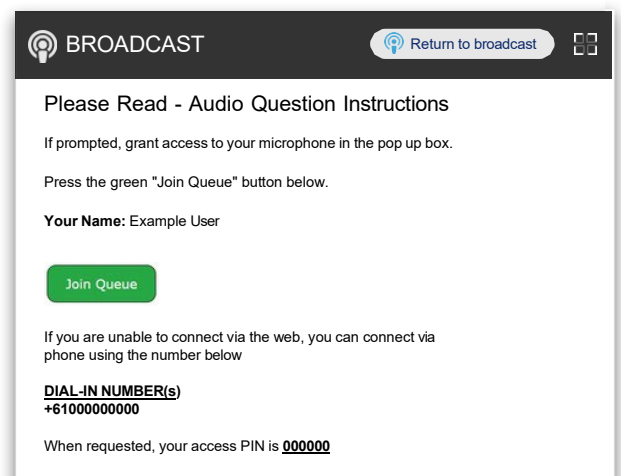 BROADCAST
Return to broadcast
Please Read - Audio Question Instructions
If prompted, grant access to your microphone in the pop up box.
Press the green "Join Queue" button below.
Your Name: Example User
Join Queue
If you are unable to connect via the web, you can connect via
phone using the number below
DIAL-IN NUMBER(s)
+61000000000
When requested, your access PIN is 000000